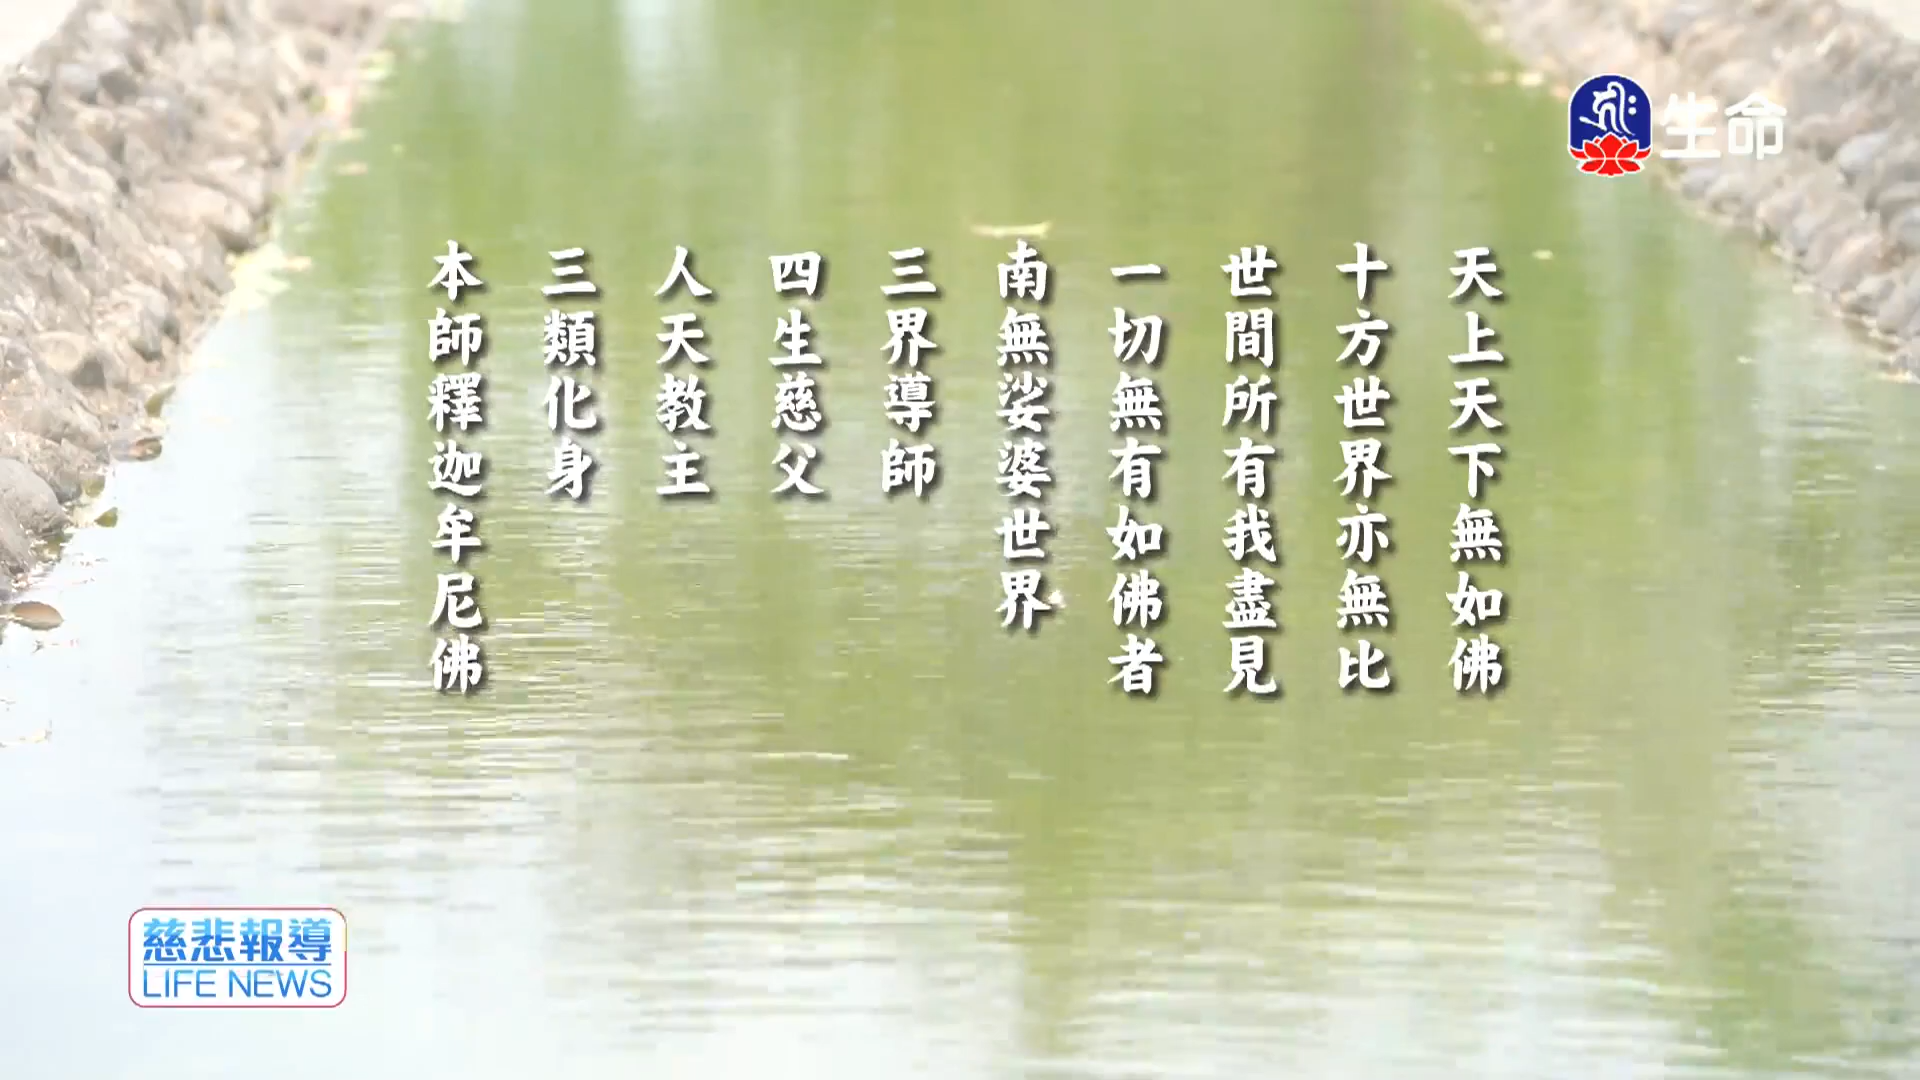 生命
天上天下無如佛
十方世界亦無比
世間所有我盡見
一切無有如佛者
南無娑婆世界
三界導師
四生慈父
人天教主
三類化身
本師釋迦牟尼佛
慈悲報導
LIFE NEWS